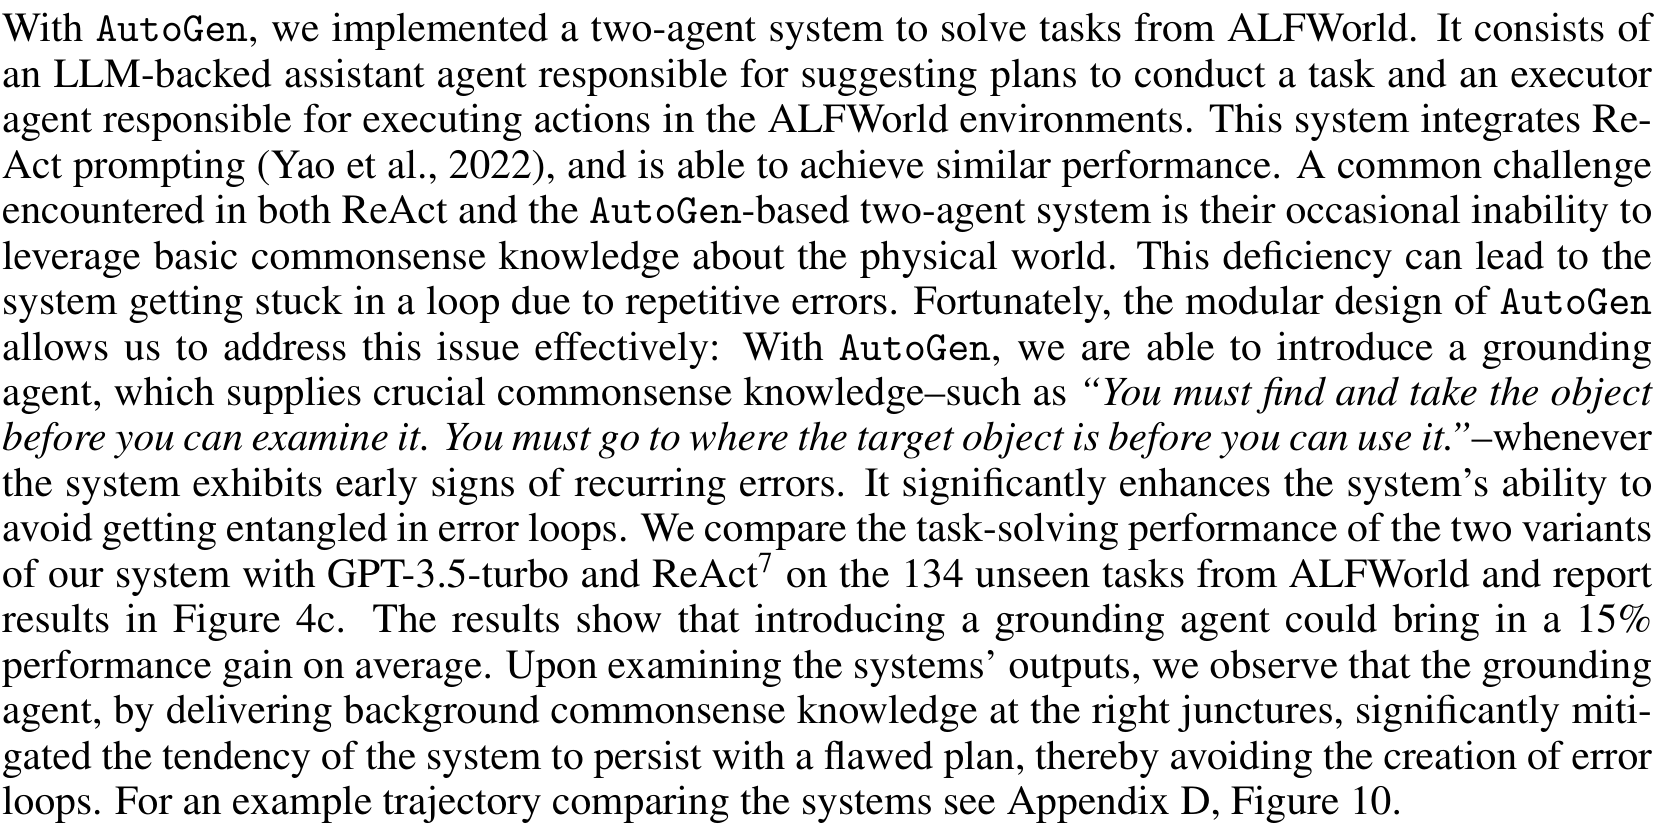 With AutoGen, we implemented a two-agent system to solve tasks from ALFWorld. It consists of
an LLM-backed assistant agent responsible for suggesting plans to conduct a task and an executor
agent responsible for executing actions in the ALFWorld environments. This system integrates Re-
Act prompting (Yao et al., 2022), and is able to achieve similar performance. A common challenge
encountered in both ReAct and the AutoGen-based two-agent system is their occasional inability to
leverage basic commonsense knowledge about the physical world. This deficiency can lead to the
system getting stuck in a loop due to repetitive errors. Fortunately, the modular design of AutoGen
allows us to address this issue effectively: With AutoGen, we are able to introduce a grounding
agent, which supplies crucial commonsense knowledge–such as “You must find and take the object
before you can examine it. You must go to where the target object is before you can use it.”–whenever
the system exhibits early signs of recurring errors. It significantly enhances the system’s ability to
avoid getting entangled in error loops. We compare the task-solving performance of the two variants
of our system with GPT-3.5-turbo and ReAct7 on the 134 unseen tasks from ALFWorld and report
results in Figure 4c. The results show that introducing a grounding agent could bring in a 15%
performance gain on average. Upon examining the systems’ outputs, we observe that the grounding
agent, by delivering background commonsense knowledge at the right junctures, significantly miti-
gated the tendency of the system to persist with a flawed plan, thereby avoiding the creation of error
loops. For an example trajectory comparing the systems see Appendix D, Figure 10.